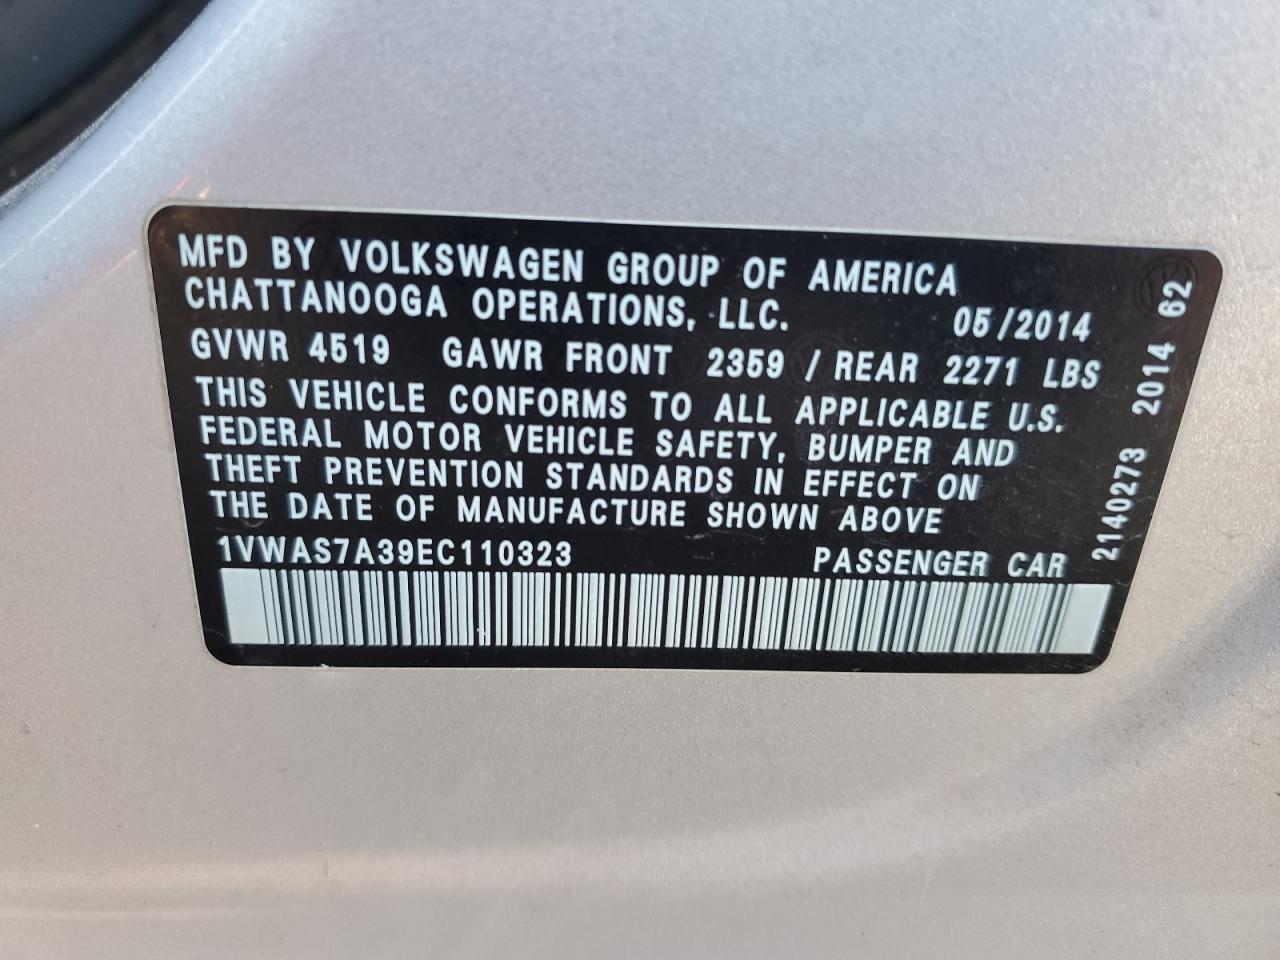 MFD BY VOLKSWAGEN GROUP OF AMERICA
CHATTANOOGA OPERATIONS, LLC. 05/2014
GVWR 4519 GAWR FRONT 2359 / REAR 2271 LBS
THIS VEHICLE CONFORMS TO ALL APPLICABLE U.S.
FEDERAL MOTOR VEHICLE SAFETY, BUMPER AND
THEFT PREVENTION STANDARDS IN EFFECT ON
THE DATE OF MANUFACTURE SHOWN ABOVE
1VWAS7A39EC110323 PASSENGER CAR
2140273 2014 62